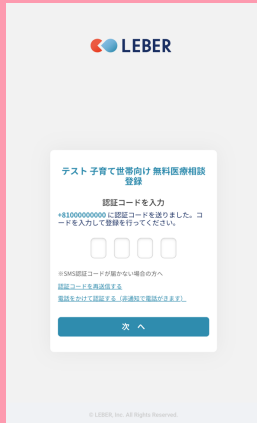 LEBER
テスト 子育て世帯向け 無料医療相談
登録
認証コードを入力
+81000000000 に認証コードを送りました。コ
ードを入力して登録を行ってください。
※SMS認証コードが届かない場合の方へ
認証コードを再送信する
電話をかけて認証する（非通知で電話がきます）
次 へ
© LEBER, Inc. All Rights Reserved.